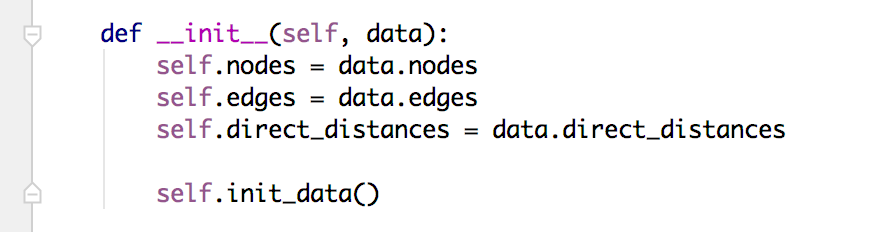 def __init__(self, data):
self.nodes = data.nodes
self.edges = data.edges
self.direct_distances = data.direct_distances
self.init_data()